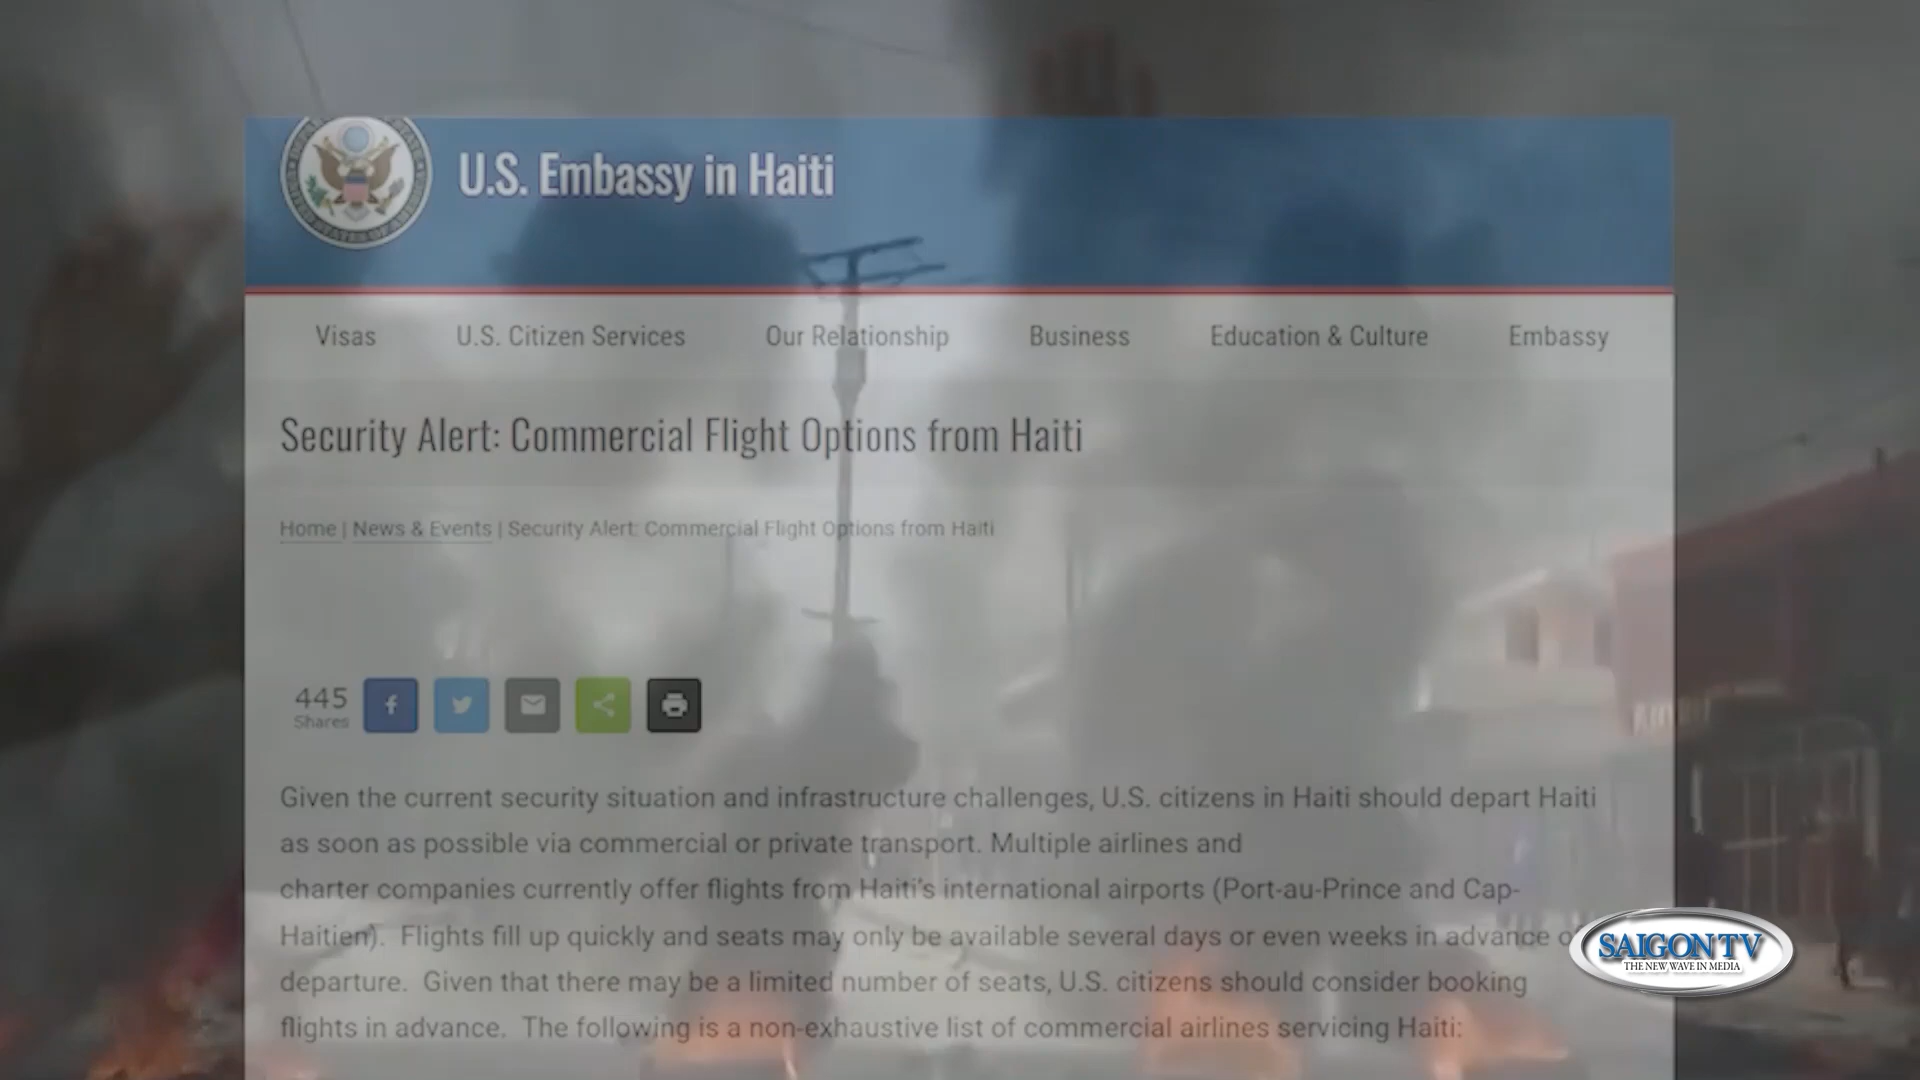 U.S. Embassy in Haiti
Visas U.S. Citizen Services Our Relationship Business Education & Culture Embassy
Security Alert: Commercial Flight Options from Haiti
Home | News & Events | Security Alert: Commercial Flight Options from Haiti
445
Shares
Given the current security situation and infrastructure challenges, U.S. citizens in Haiti should depart Haiti
as soon as possible via commercial or private transport. Multiple airlines and
charter companies currently offer flights from Haiti's international airports (Port-au-Prince and Cap-
Haitien). Flights fill up quickly and seats may only be available several days or even weeks in advance
departure. Given that there may be a limited number of seats, U.S. citizens should consider booking
flights in advance. The following is a non-exhaustive list of commercial airlines servicing Haiti:
SAIGON TV
THE NEW WAVE IN MEDIA